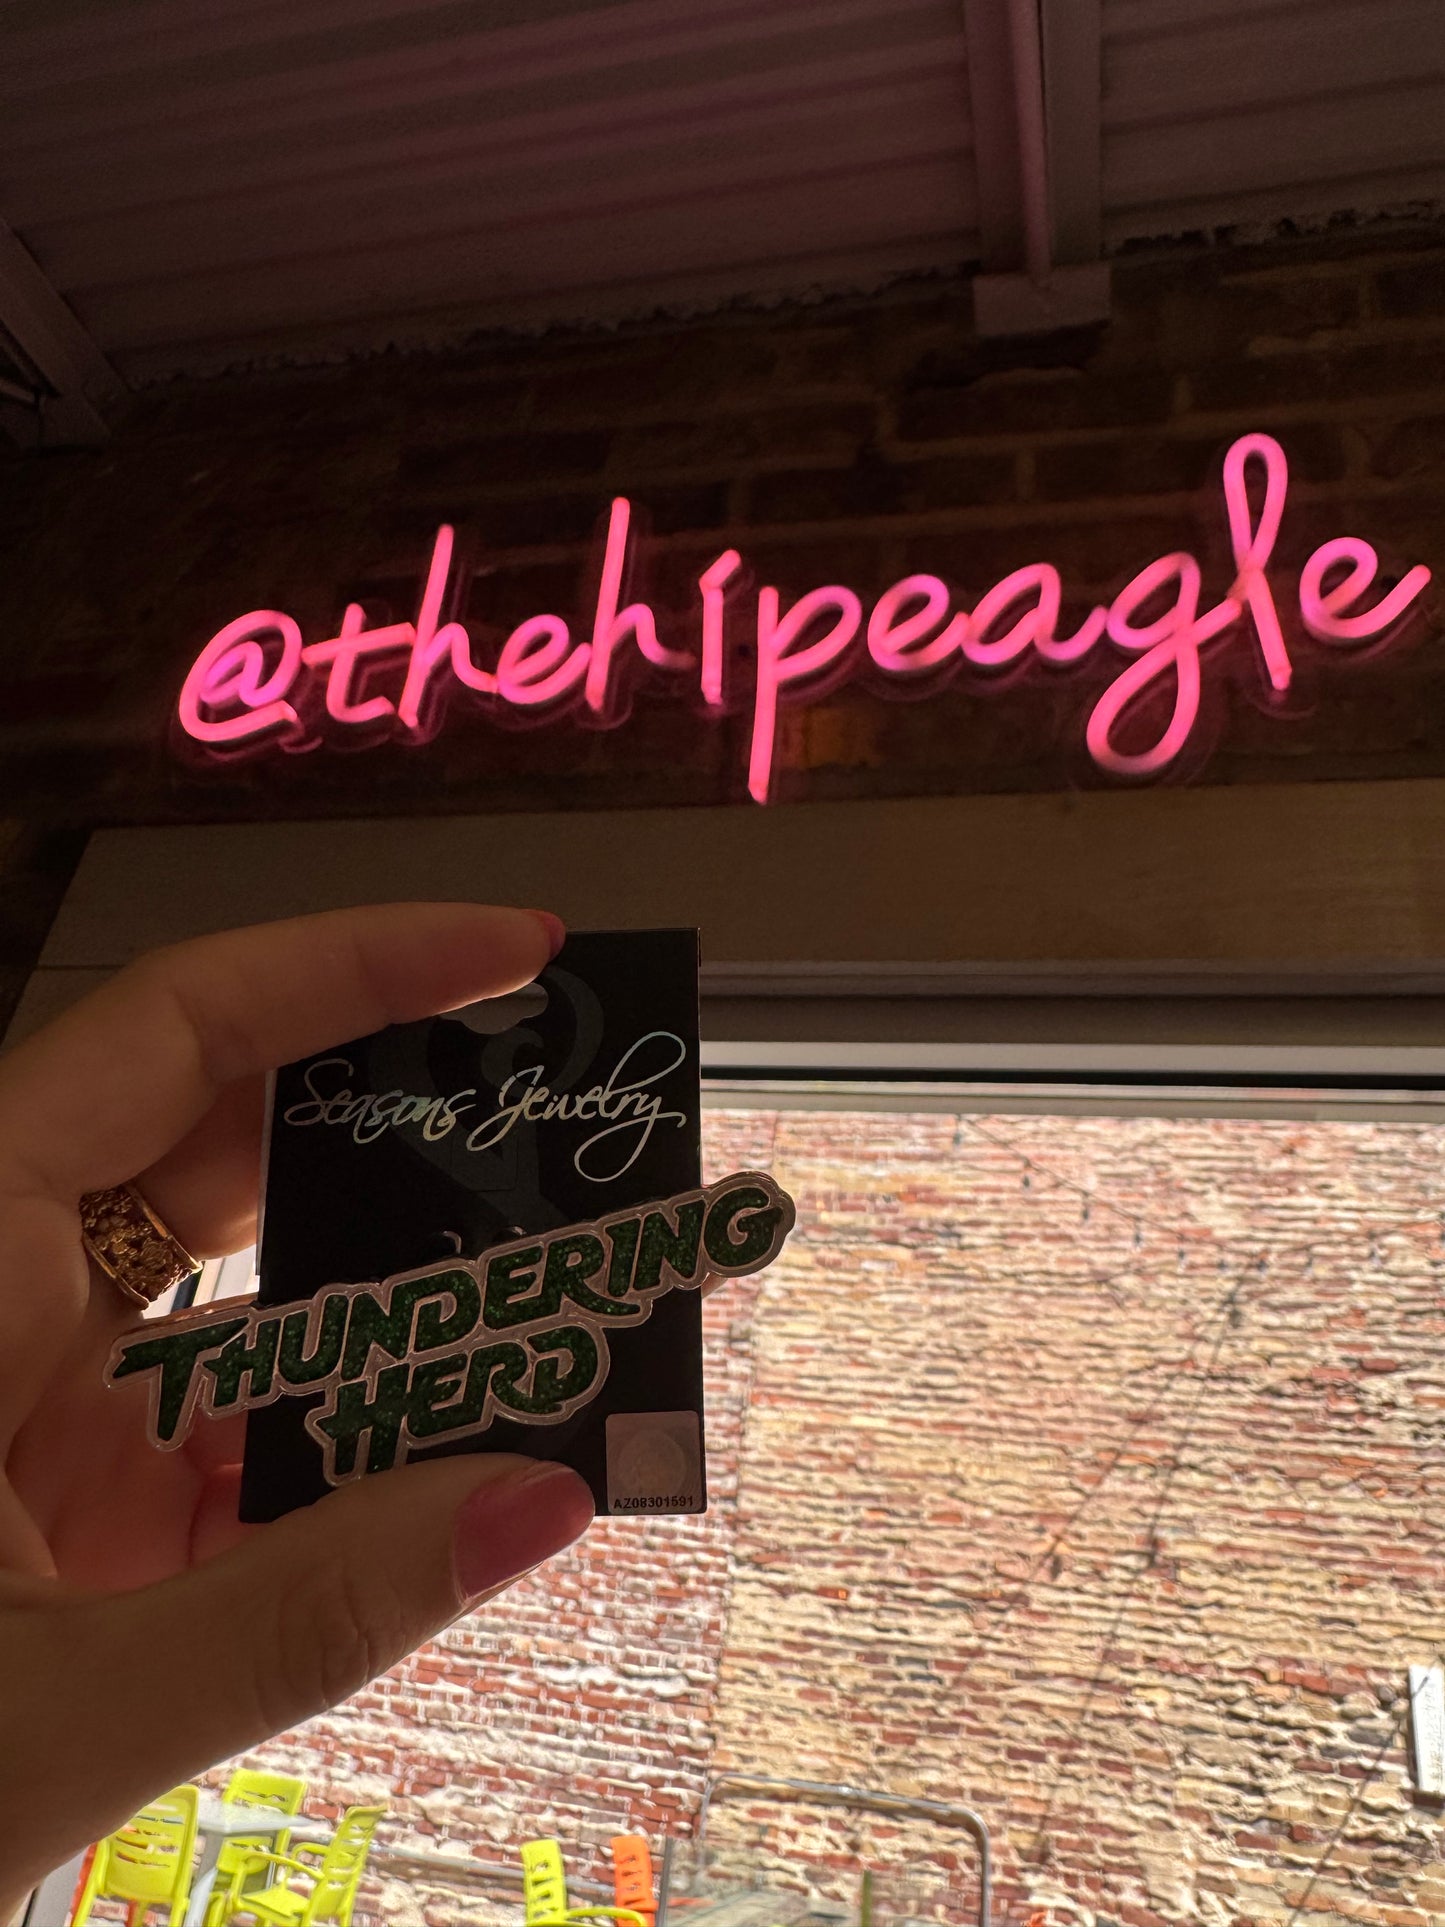 @thehipeagle
Seasons Jewelry
THUNDERING
HERD
AZ08301591